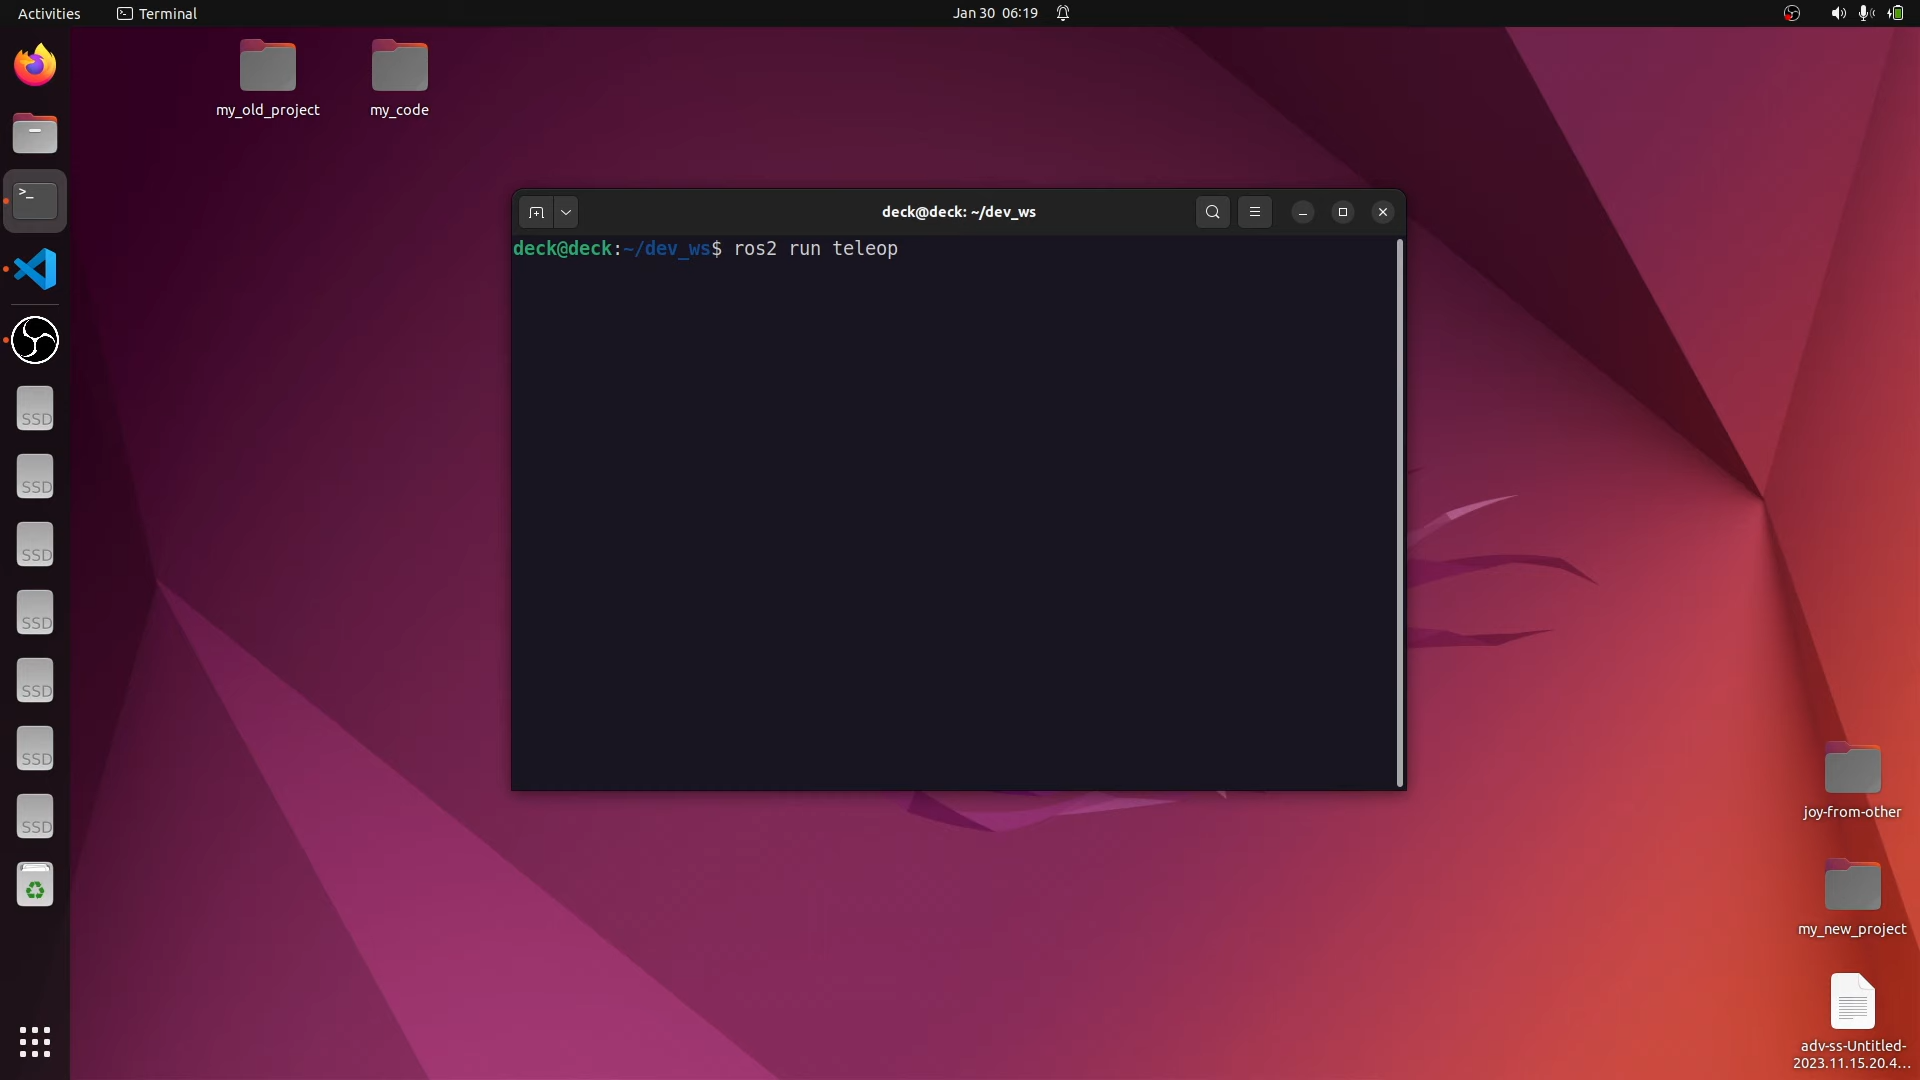 Activities
Terminal
Jan 30 06:19
my_old_project
my_code
deck@deck: ~/dev_ws
deck@deck:~/dev_ws$ ros2 run teleop
>_
SSD
SSD
SSD
SSD
SSD
SSD
SSD
joy-from-other
my_new_project
adv-ss-Untitled-
2023.11.15.20.4...